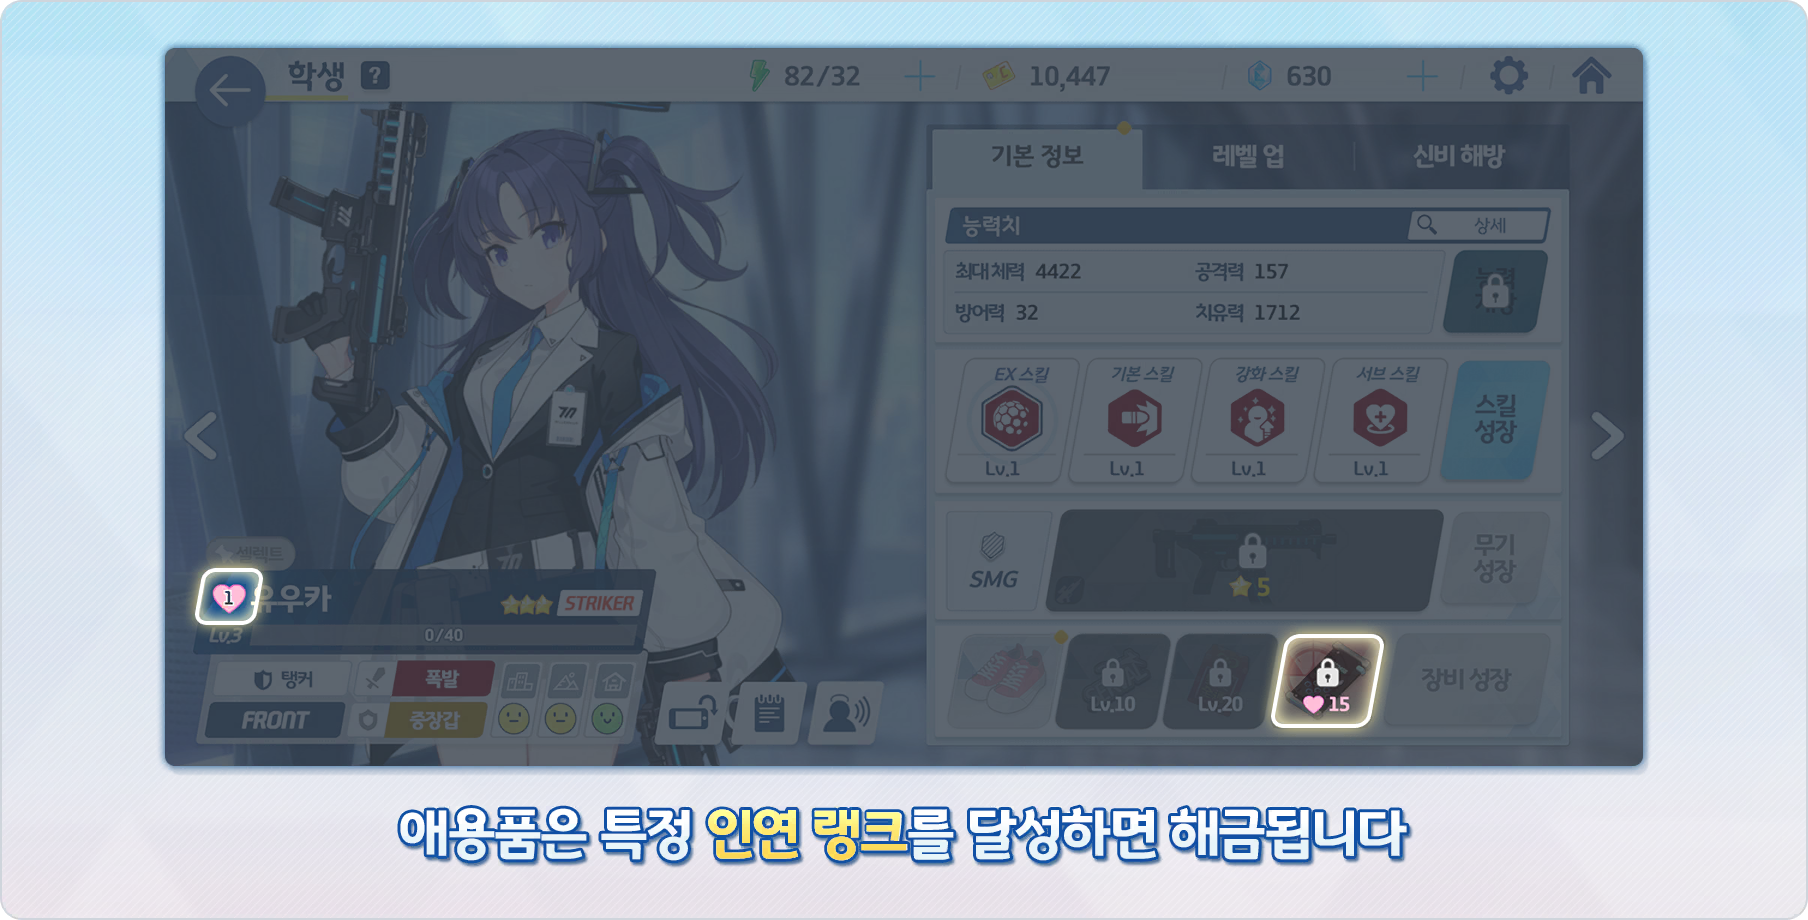 학생 ?
82/32
10,447
630
기본 정보
레벨 업
신비 해방
능력치
상세
최대 체력 4422
공격력 157
방어력 32
치유력 1712
EX 스킬
기본 스킬
강화 스킬
서브 스킬
스킬
성장
Lv.1
Lv.1
Lv.1
Lv.1
셀렉트
1
유우카
STRIKER
Lv.3
0/40
SMG
5
무기
성장
탱커
폭발
FRONT
중장갑
Lv.10
Lv.20
15
장비 성장
애용품은 특정 인연 랭크를 달성하면 해금됩니다